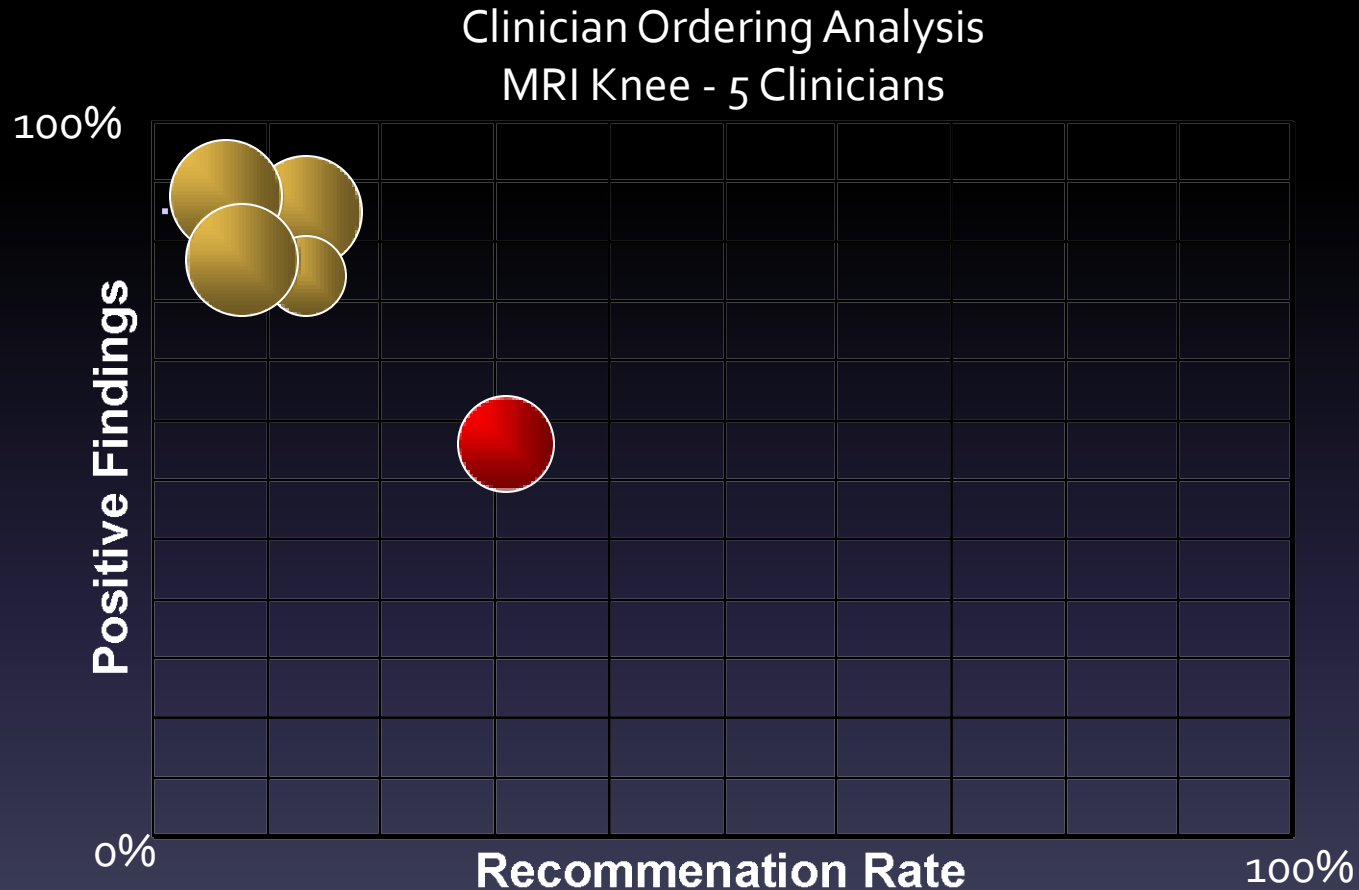 Clinician Ordering Analysis
MRI Knee - 5 Clinicians
100%
Positive Findings
0%
Recommenation Rate
100%